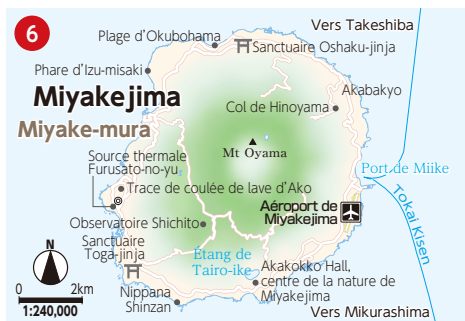 6
Plage d'Okubohama
Vers Takeshiba
Sanctuaire Oshaku-jinja
Phare d'Izu-misaki
Miyakejima
Akabakyo
Col de Hinoyama
Miyake-mura
Mt Oyama
Source thermale
Furusato-no-yu
Port de Miike
Trace de coulée de lave d'Ako
Tokai Kisen
Aéroport de
Miyakejima
Observatoire Shichito
Sanctuaire
Toga-jinja
Étang de
Tairo-ike
N
Akakokko Hall,
centre de la nature de
Miyakejima
0 2km
1:240,000
Nippana
Shinzan
Vers Mikurashima